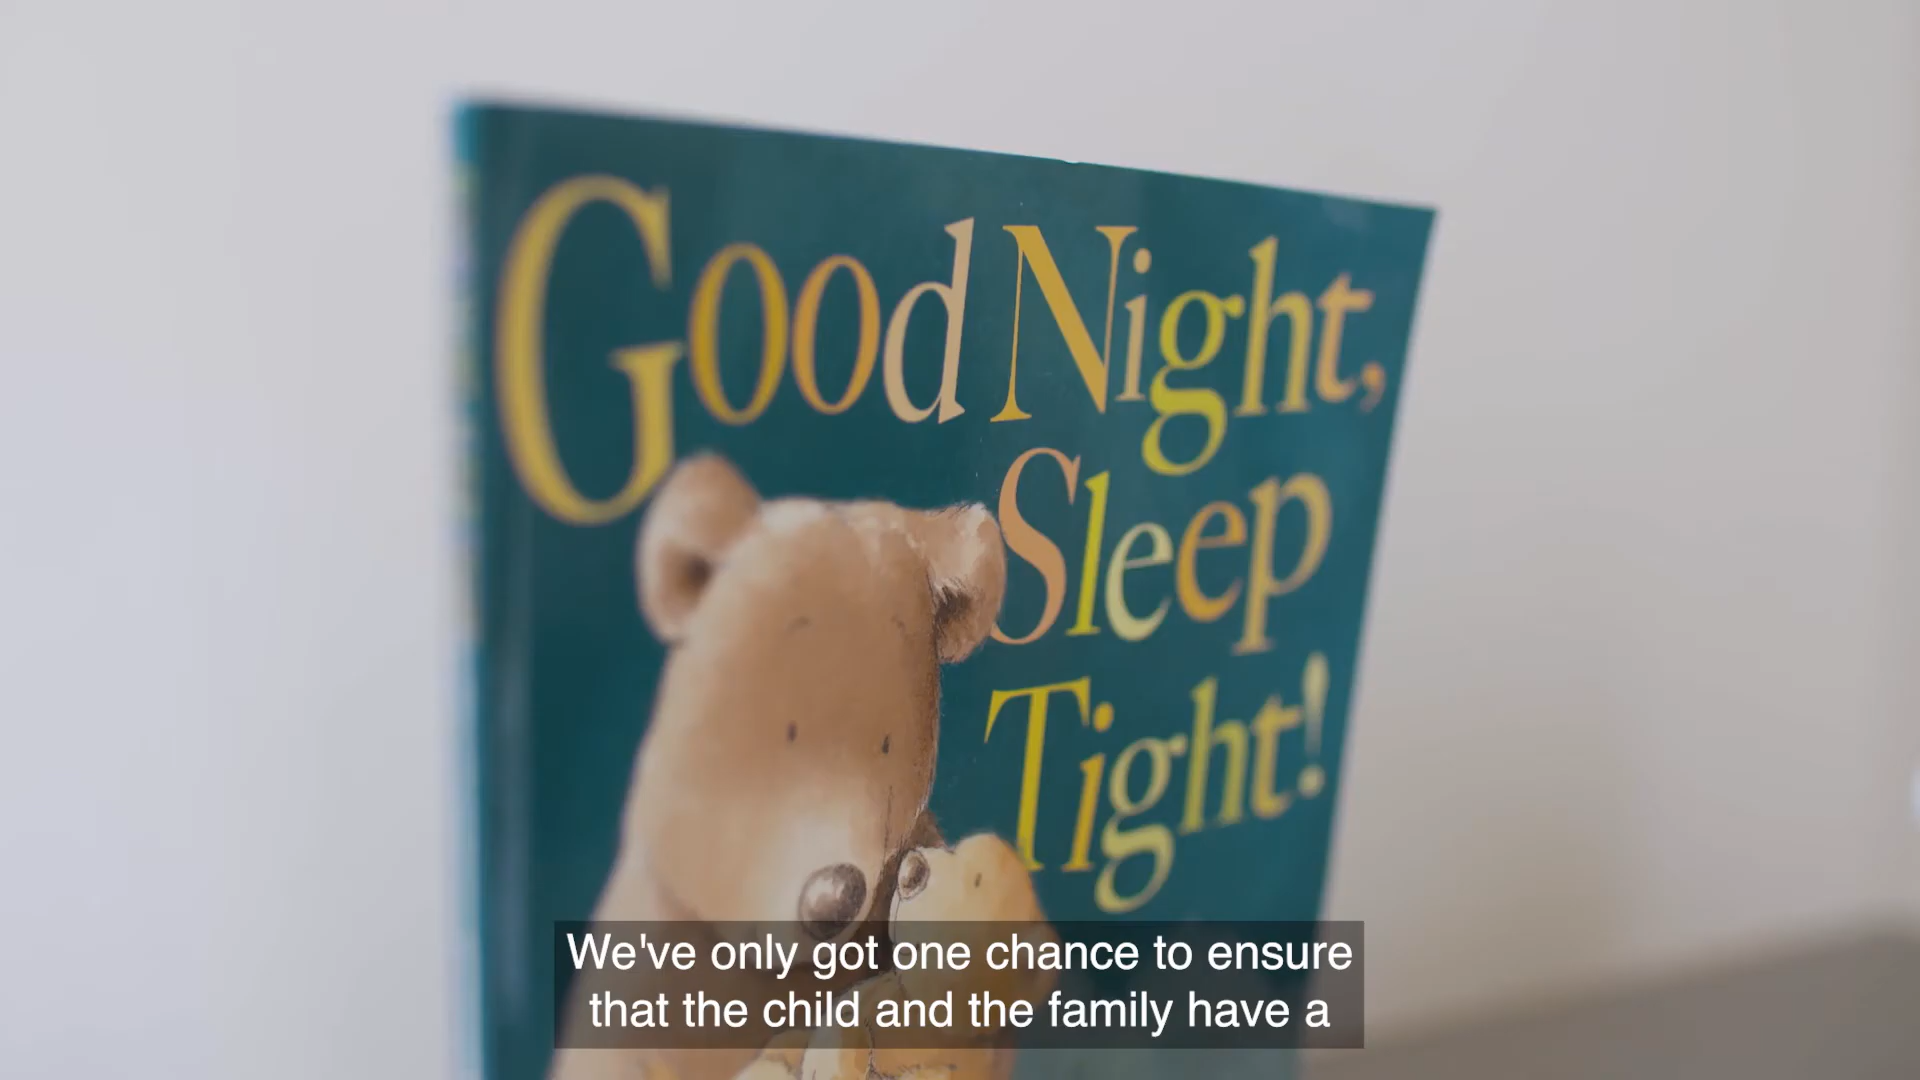 Good Night,
Sleep
Tight!
We've only got one chance to ensure
that the child and the family have a